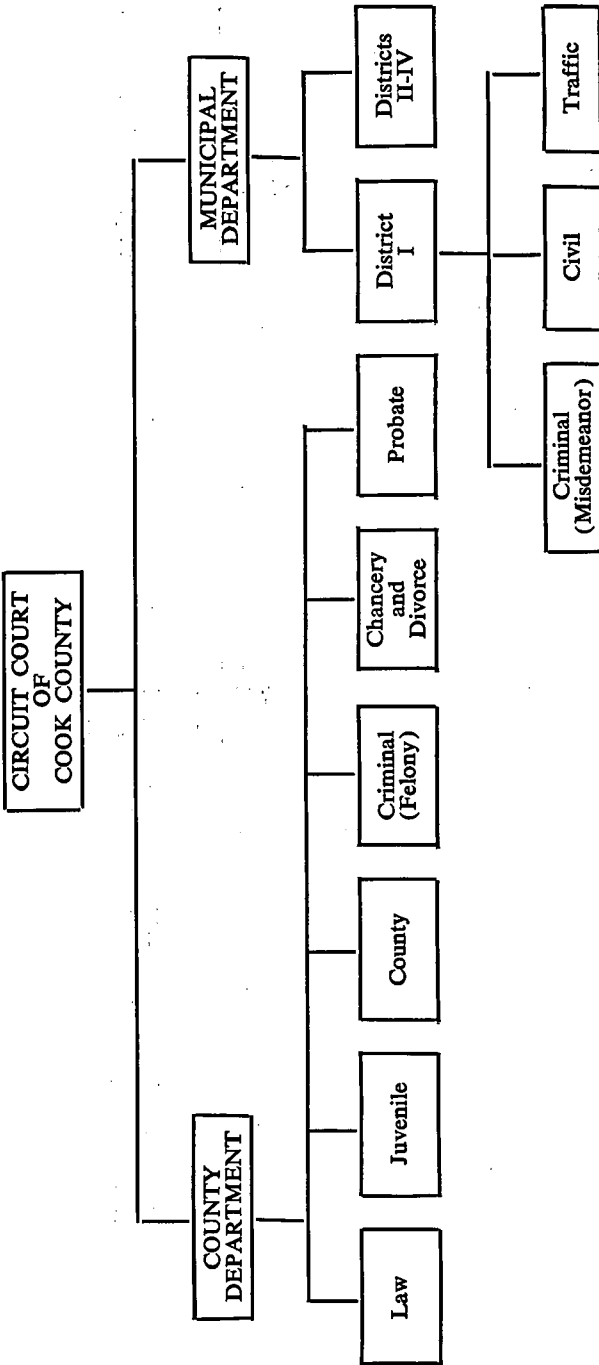 CIRCUIT COURT
OF
COOK COUNTY
COUNTY
DEPARTMENT
MUNICIPAL
DEPARTMENT
Law
Juvenile
County
Criminal
(Felony)
Chancery
and
Divorce
Probate
District
I
Districts
II-IV
Criminal
(Misdemeanor)
Civil
Traffic